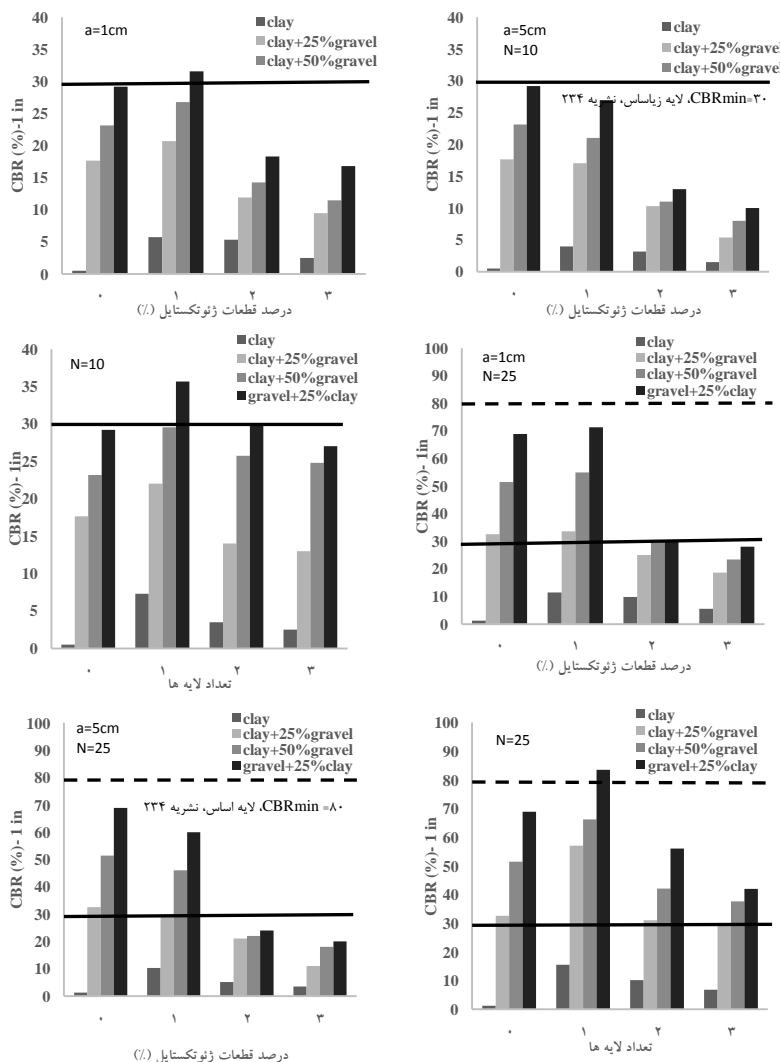 a=1cm
clay
clay+25%gravel
clay+50%gravel
CBR (%)-1 in
40
35
30
25
20
15
10
5
0
۰ ۱ ۲ ۳
درصد قطعات ژئوتکستایل (٪)
a=5cm
N=10
clay
clay+25%gravel
clay+50%gravel
CBRmin=۳۰، لایه زیاساس، نشریه ۲۳۴
CBR (%)-1 in
40
35
30
25
20
15
10
5
0
۰ ۱ ۲ ۳
درصد قطعات ژئوتکستایل (٪)
N=10
clay
clay+25%gravel
clay+50%gravel
gravel+25%clay
CBR (%)- 1in
40
35
30
25
20
15
10
5
0
۰ ۱ ۲ ۳
تعداد لایه ها
a=1cm
N=25
clay
clay+25%gravel
clay+50%gravel
gravel+25%clay
CBR (%)- 1 in
100
90
80
70
60
50
40
30
20
10
0
۰ ۱ ۲ ۳
درصد قطعات ژئوتکستایل (٪)
a=5cm
N=25
clay
clay+25%gravel
clay+50%gravel
gravel+25%clay
CBRmin =۸۰، لایه اساس، نشریه ۲۳۴
CBR (%)- 1 in
100
90
80
70
60
50
40
30
20
10
0
۰ ۱ ۲ ۳
درصد قطعات ژئوتکستایل (٪)
N=25
clay
clay+25%gravel
clay+50%gravel
gravel+25%clay
CBR (%)- 1 in
100
90
80
70
60
50
40
30
20
10
0
۰ ۱ ۲ ۳
تعداد لایه ها